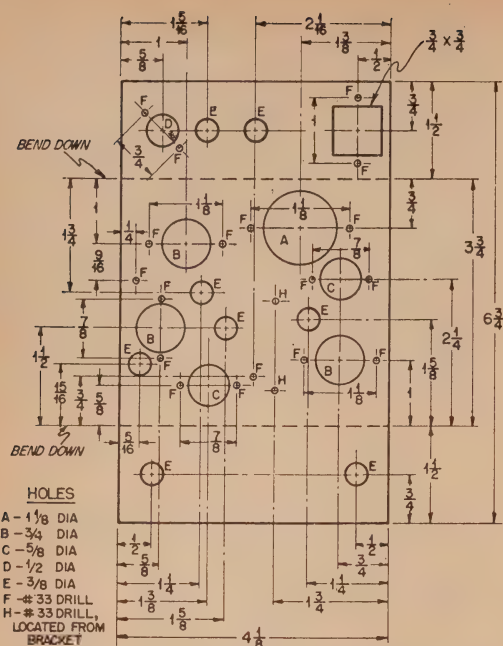 1 5/16
2 1/16
1
1 3/8
3/4 x 3/4
5/8
1/2
F
D
E
E
F
1
F
F
3/4
1 1/2
BEND DOWN
3/4
1 3/4
1
1 1/8
1 1/8
3/4
1/4
F
B
F
F
A
F
7/8
3 3/4
9/16
F
F
C
F
6 3/4
E
F
H
7/8
B
E
E
2 1/4
1 1/2
E
F
F
B
F
1 5/8
15/16
3/4
5/8
F
C
F
F
H
1 1/8
1
5/16
7/8
BEND DOWN
E
E
1 1/2
3/4
HOLES
A - 1 1/8 DIA
B - 3/4 DIA
C - 5/8 DIA
D - 1/2 DIA
E - 3/8 DIA
F - # 33 DRILL
H - # 33 DRILL,
LOCATED FROM
BRACKET
1/2
1/2
5/8
3/4
1 1/4
1 1/4
1 3/8
1 3/4
1 5/8
4 1/8